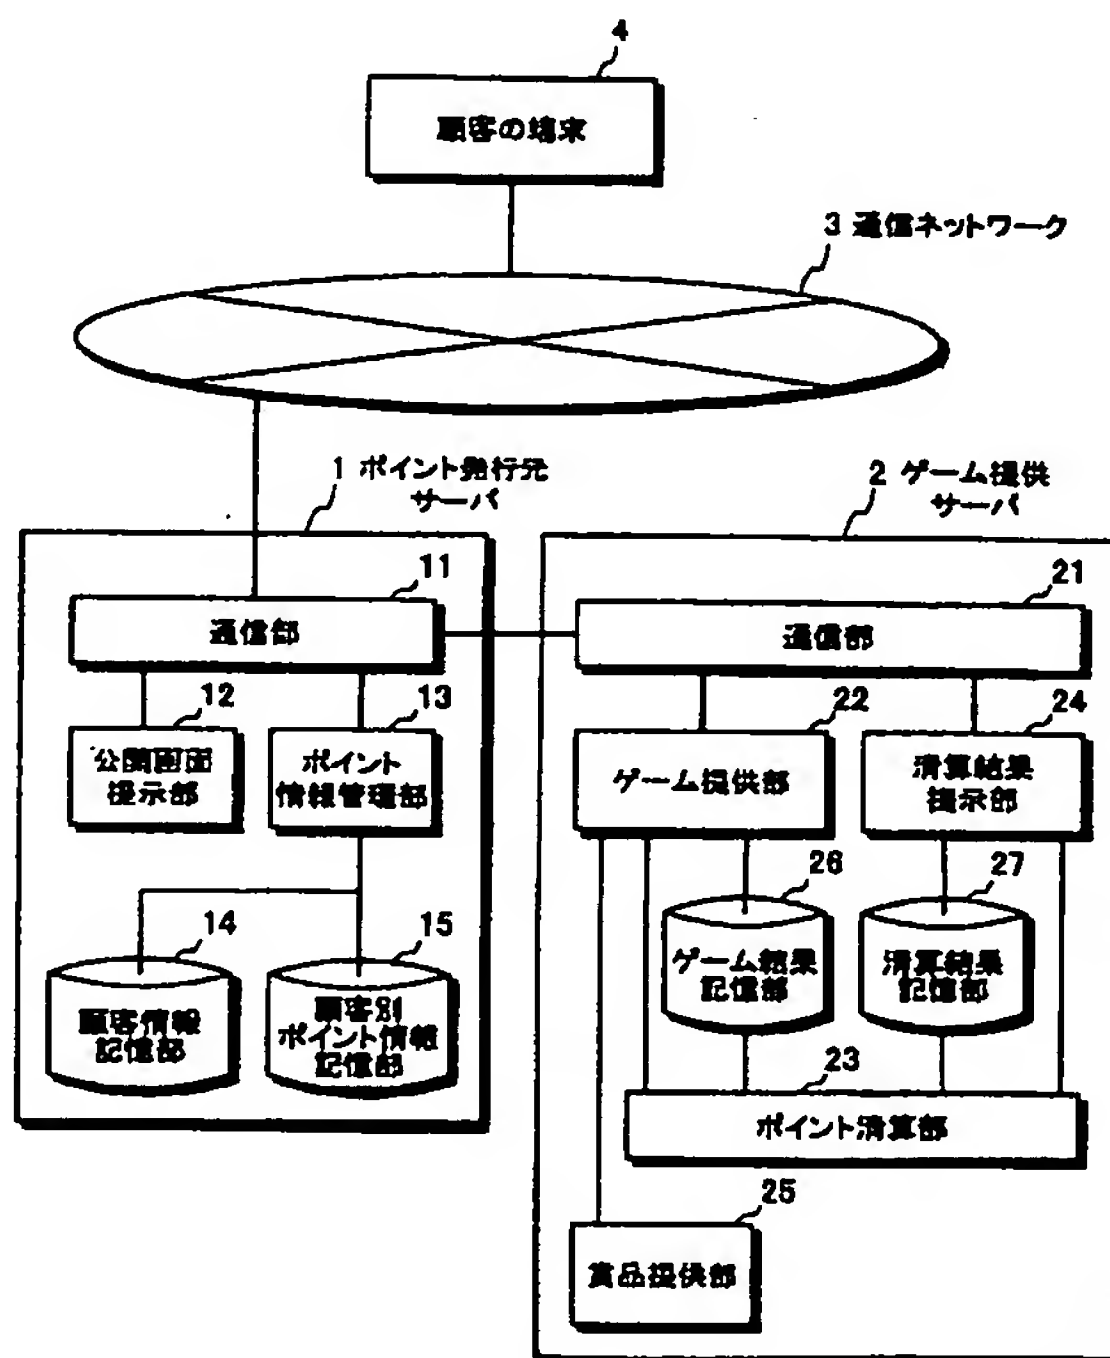 4
顧客の端末
3 通信ネットワーク
1 ポイント発行元
サーバ
2 ゲーム提供
サーバ
11
通信部
21
通信部
12
公開画面
提示部
13
ポイント
情報管理部
22
ゲーム提供部
24
清算結果
提示部
14
顧客情報
記憶部
15
顧客別
ポイント情報
記憶部
26
ゲーム結果
記憶部
27
清算結果
記憶部
23
ポイント清算部
25
賞品提供部